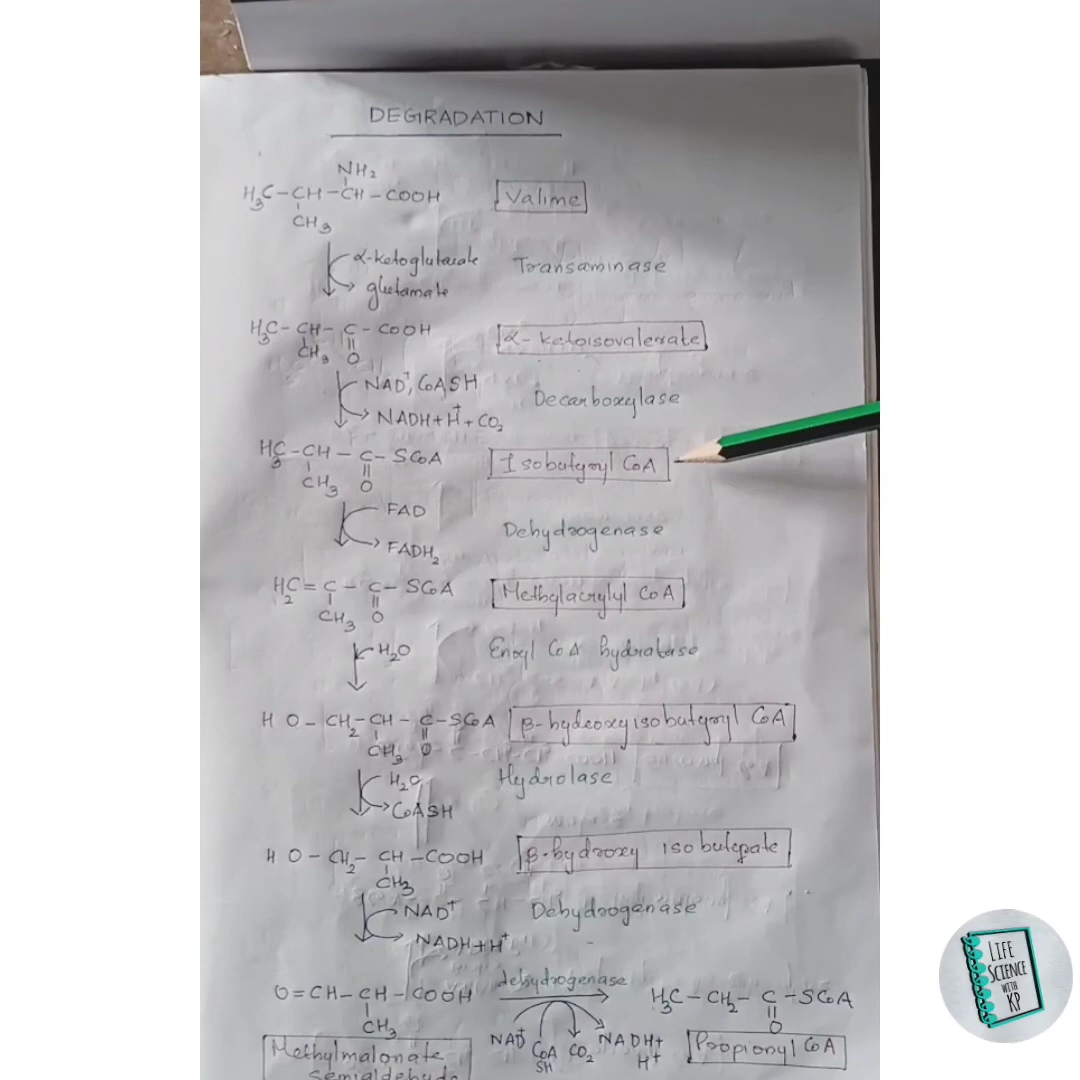 DEGRADATION
NH₂
H₃C-CH-CH-COOH Valine
CH₃
α-ketoglutarate Transaminase
glutamate
H₃C-CH-C-COOH α-ketoisovalerate
CH₃ O
NAD⁺, CoASH Decarboxylase
NADH+H⁺+CO₂
H₃C-CH-C-SCoA Isobutyryl CoA
CH₃ O
FAD Dehydrogenase
FADH₂
H₂C=C-C-SCoA Methylacrylyl CoA
CH₃ O
H₂O Enoyl CoA hydratase
HO-CH₂-CH-C-SCoA β-hydroxyisobutyryl CoA
CH₃ O
H₂O Hydrolase
CoASH
HO-CH₂-CH-COOH β-hydroxy isobutyrate
CH₃
NAD⁺ Dehydrogenase
NADH+H⁺
dehydrogenase
O=CH-CH-COOH H₃C-CH₂-C-SCoA
CH₃ O
NAD⁺ CoASH CO₂ NADH+H⁺
Methylmalonate Propionyl CoA
semialdehyde
LIFE
SCIENCE
WITH
KP